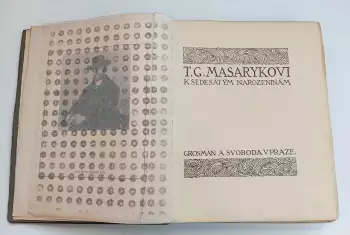 T.G. MASARYKOVI
K ŠEDESÁTÝM NAROZENINÁM
GROSMAN A SVOBODA V PRAZE.